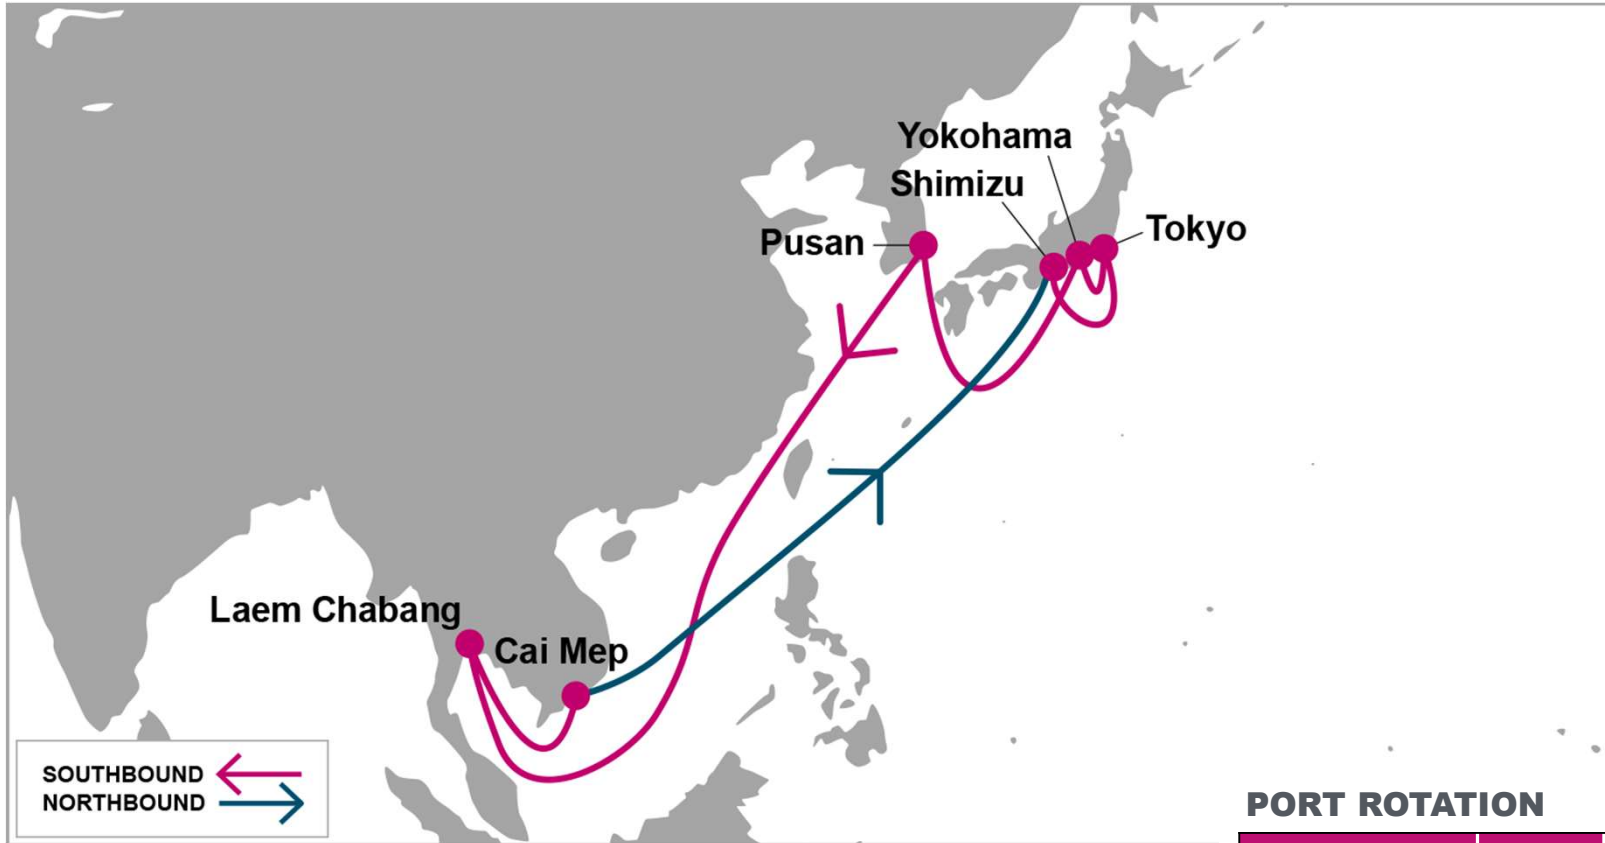 Yokohama
Shimizu
Pusan
Tokyo
Laem Chabang
Cai Mep
SOUTHBOUND
NORTHBOUND
PORT ROTATION